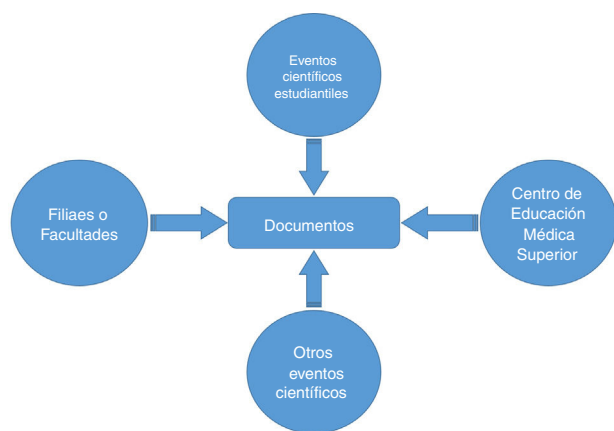 Eventos
científicos
estudiantiles
Filiaes o
Facultades
Documentos
Centro de
Educación
Médica
Superior
Otros
eventos
científicos